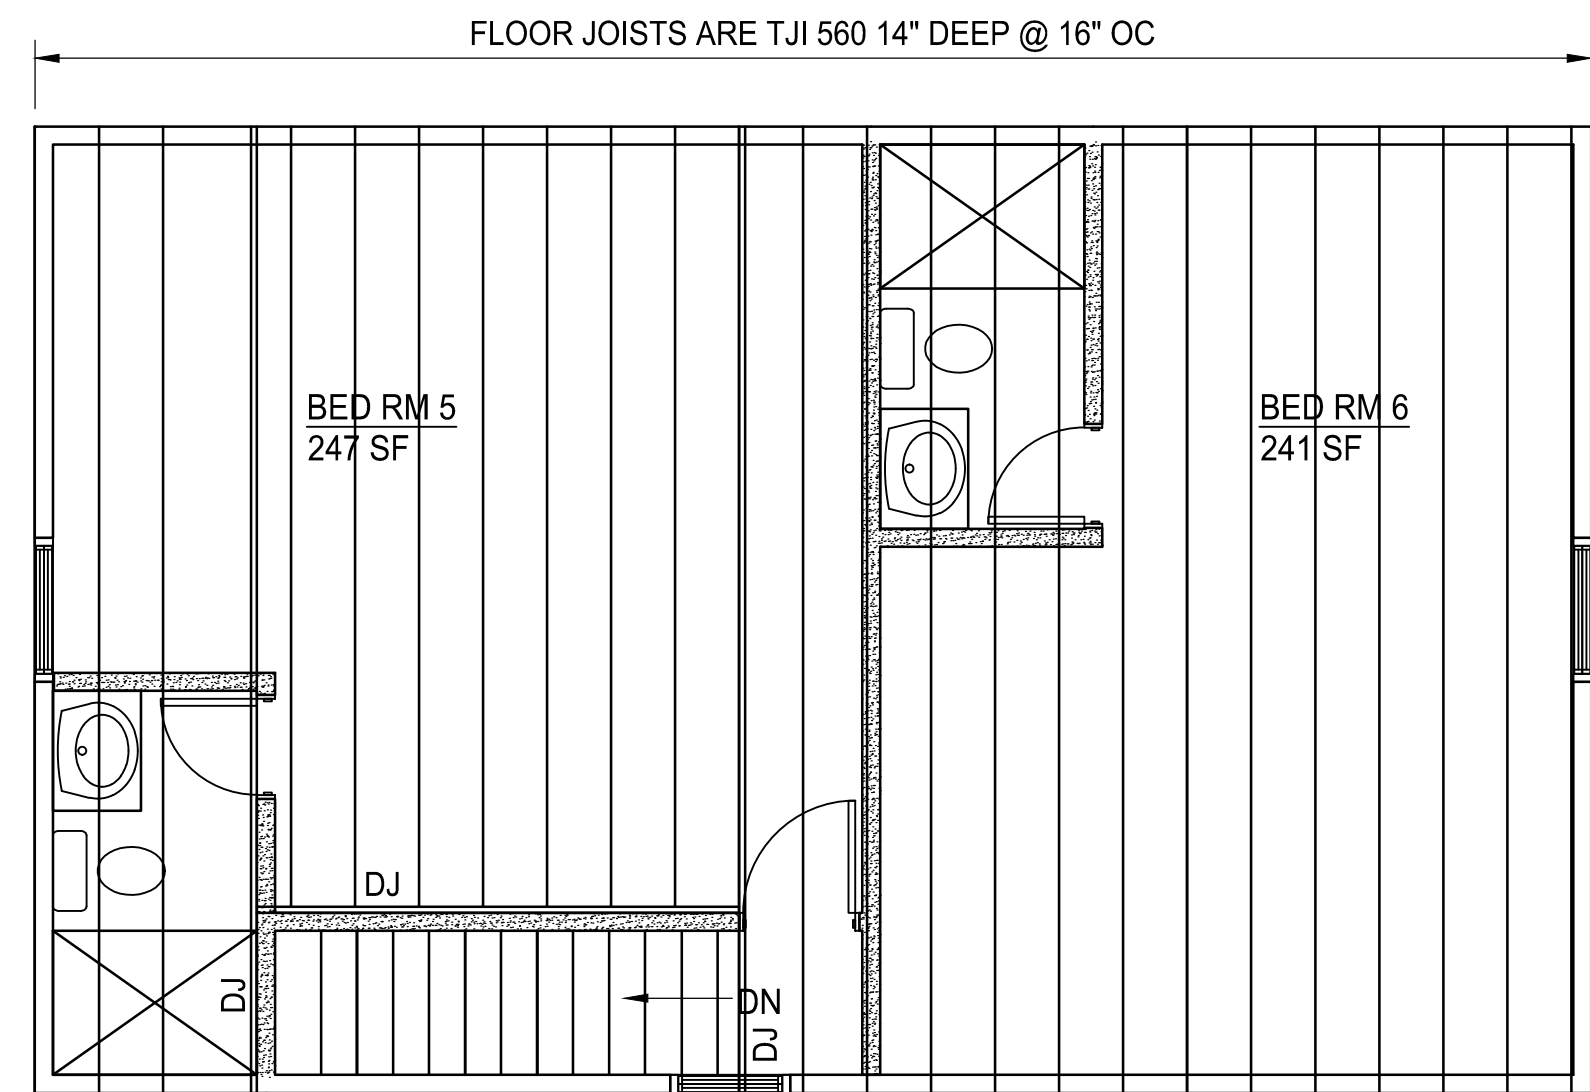 FLOOR JOISTS ARE TJI 560 14" DEEP @ 16" OC
BED RM 5
247 SF
BED RM 6
241 SF
DJ
DJ
DN
DJ